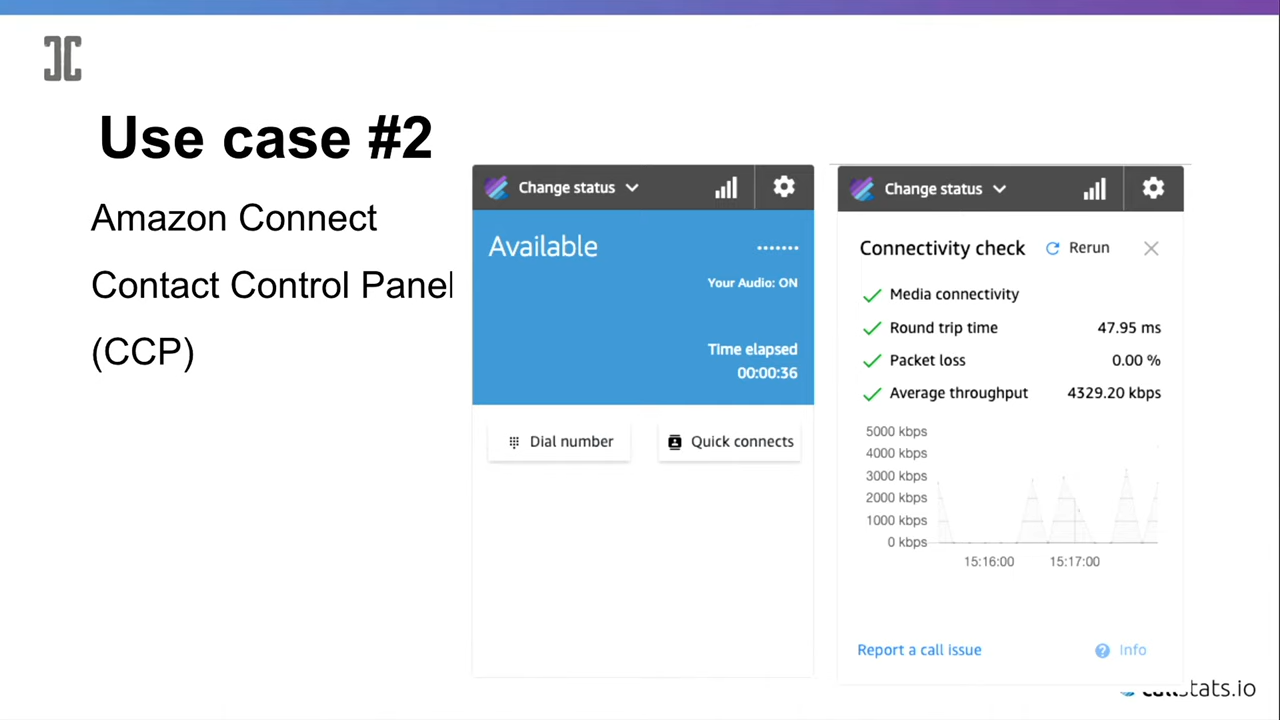 Use case #2
Amazon Connect
Contact Control Panel
(CCP)
Change status
Available
Your Audio: ON
Time elapsed
00:00:36
Dial number
Quick connects
Change status
Connectivity check
Rerun
Media connectivity
Round trip time 47.95 ms
Packet loss 0.00 %
Average throughput 4329.20 kbps
5000 kbps
4000 kbps
3000 kbps
2000 kbps
1000 kbps
0 kbps
15:16:00 15:17:00
Report a call issue
Info
callstats.io